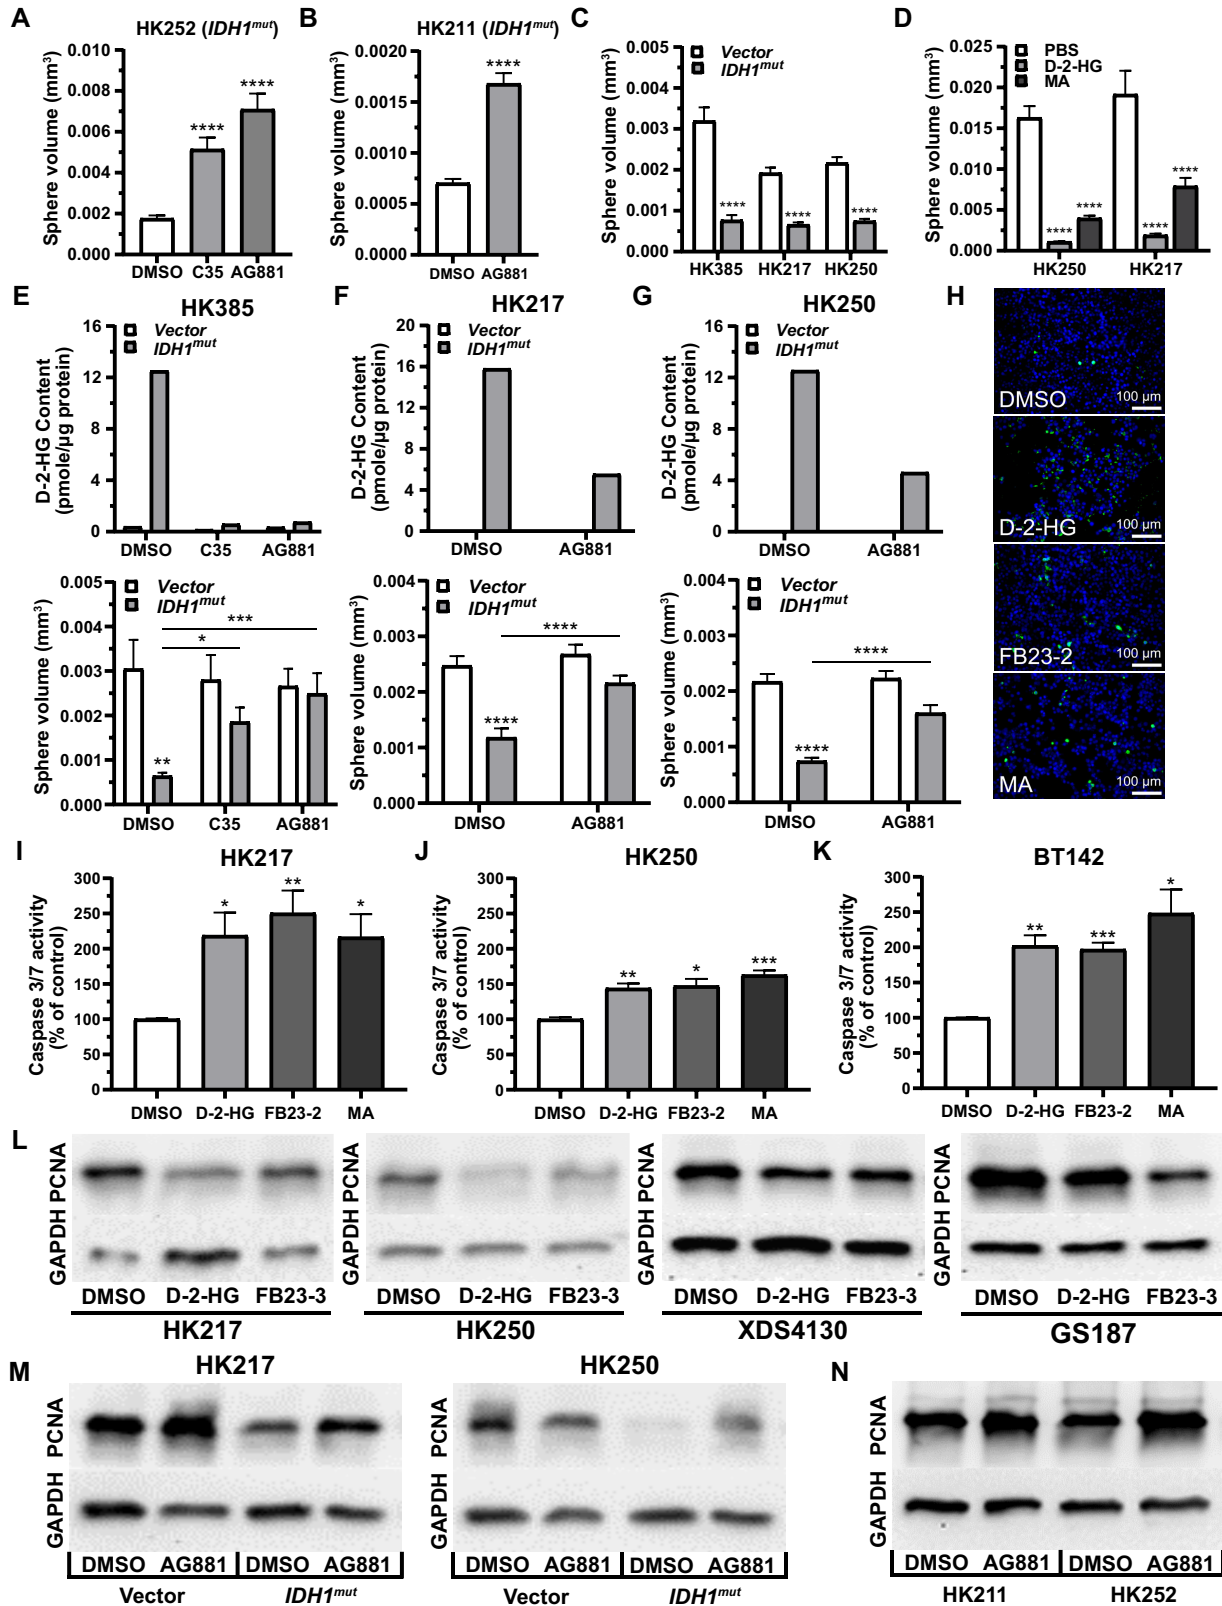 A
HK252 (IDH1mut)
Sphere volume (mm3)
0.010
0.008
0.006
0.004
0.002
0.000
****
****
DMSO C35 AG881
B
HK211 (IDH1mut)
Sphere volume (mm3)
0.0020
0.0015
0.0010
0.0005
0.0000
****
DMSO AG881
C
Sphere volume (mm3)
0.005
0.004
0.003
0.002
0.001
0.000
Vector
IDH1mut
****
****
****
HK385 HK217 HK250
D
Sphere volume (mm3)
0.025
0.020
0.015
0.010
0.005
0.000
PBS
D-2-HG
MA
****
****
****
****
HK250 HK217
E
HK385
D-2-HG Content
(pmole/µg protein)
16
12
8
4
0
Vector
IDH1mut
DMSO C35 AG881
Sphere volume (mm3)
0.005
0.004
0.003
0.002
0.001
0.000
Vector
IDH1mut
***
*
**
DMSO C35 AG881
F
HK217
D-2-HG Content
(pmole/µg protein)
20
16
12
8
4
0
Vector
IDH1mut
DMSO AG881
Sphere volume (mm3)
0.004
0.003
0.002
0.001
0.000
Vector
IDH1mut
****
****
DMSO AG881
G
HK250
D-2-HG Content
(pmole/µg protein)
16
12
8
4
0
Vector
IDH1mut
DMSO AG881
Sphere volume (mm3)
0.004
0.003
0.002
0.001
0.000
Vector
IDH1mut
****
****
DMSO AG881
H
DMSO
100 µm
D-2-HG
100 µm
FB23-2
100 µm
MA
100 µm
I
HK217
Caspase 3/7 activity
(% of control)
300
250
200
150
100
50
0
*
**
*
DMSO D-2-HG FB23-2 MA
J
HK250
Caspase 3/7 activity
(% of control)
300
250
200
150
100
50
0
**
*
***
DMSO D-2-HG FB23-2 MA
K
BT142
Caspase 3/7 activity
(% of control)
300
250
200
150
100
50
0
**
***
*
DMSO D-2-HG FB23-2 MA
L
GAPDH PCNA
DMSO D-2-HG FB23-3
HK217
GAPDH PCNA
DMSO D-2-HG FB23-3
HK250
GAPDH PCNA
DMSO D-2-HG FB23-3
XDS4130
GAPDH PCNA
DMSO D-2-HG FB23-3
GS187
M
HK217
PCNA
GAPDH
DMSO AG881 DMSO AG881
Vector IDH1mut
HK250
PCNA
GAPDH
DMSO AG881 DMSO AG881
Vector IDH1mut
N
PCNA
GAPDH
DMSO AG881 DMSO AG881
HK211 HK252